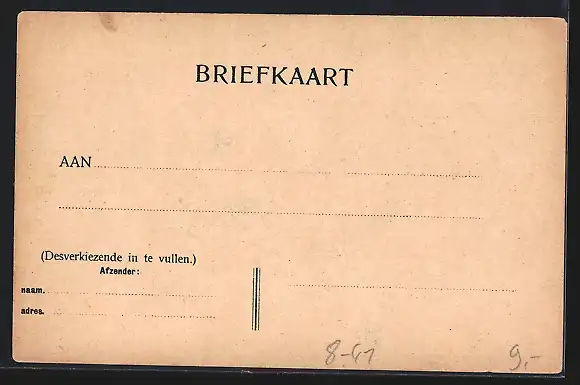 BRIEFKAART
AAN
(Desverkiezende in te vullen.)
Afzender:
naam.
adres.
8-41 9,-